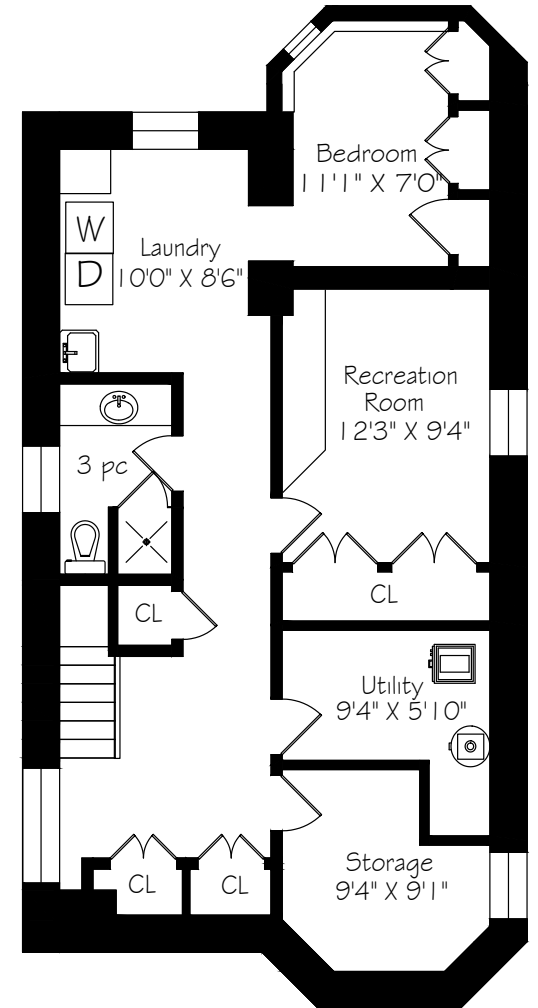 Bedroom
11'1" X 7'0"
W
D
Laundry
10'0" X 8'6"
Recreation
Room
12'3" X 9'4"
3 pc
CL
CL
Utility
9'4" X 5'10"
Storage
9'4" X 9'1"
CL
CL